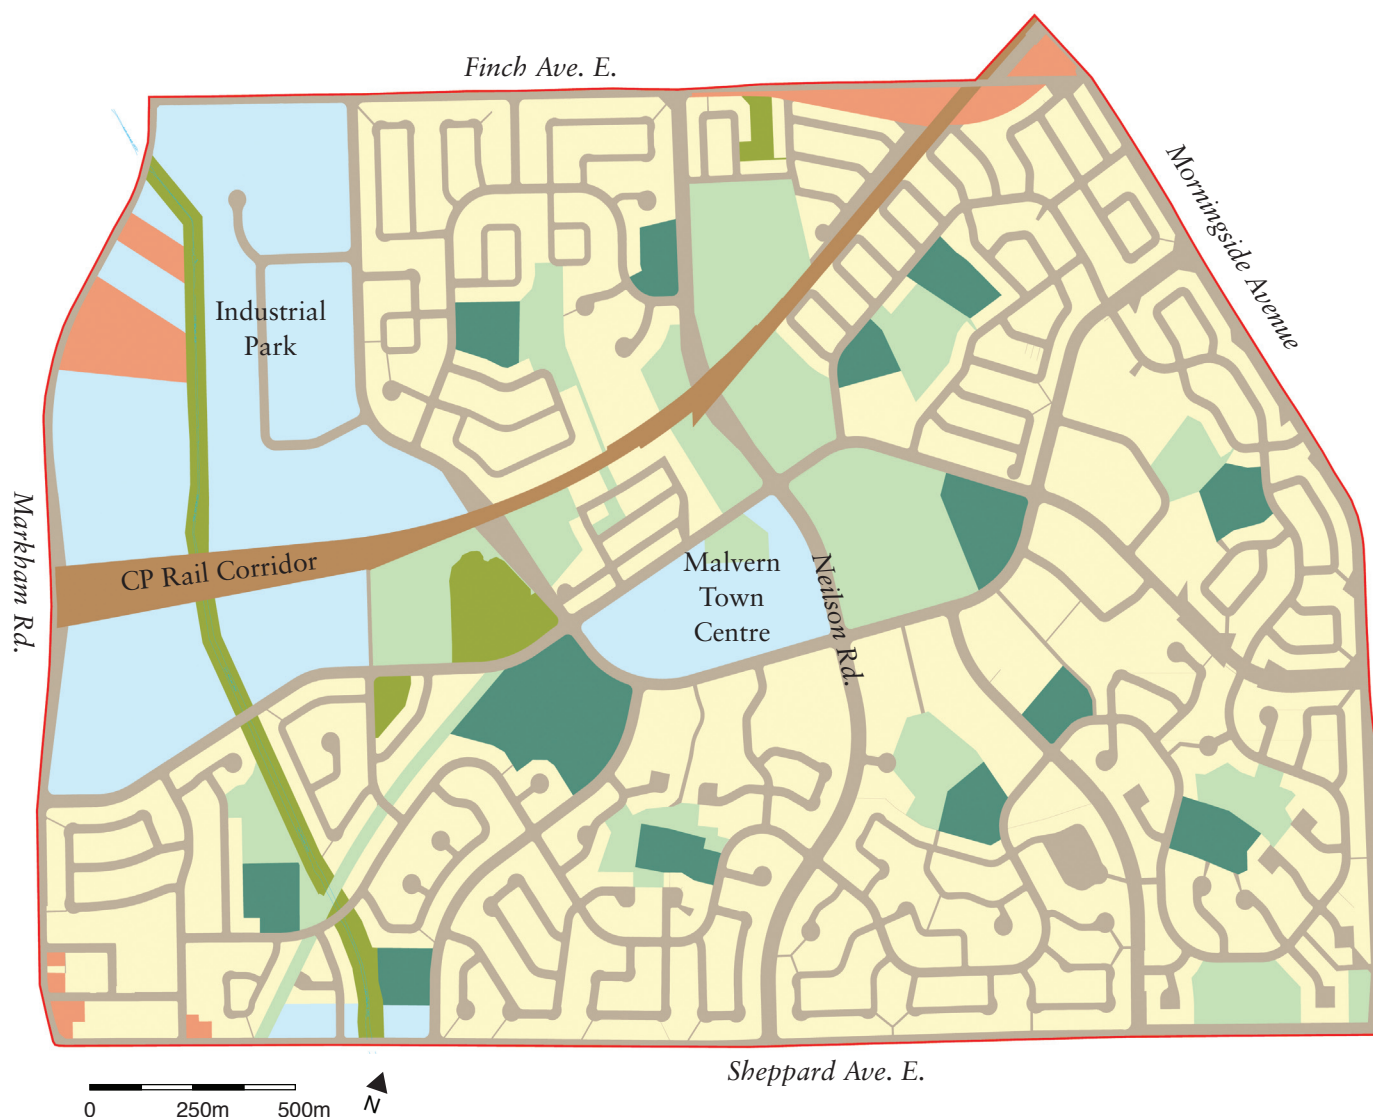 Finch Ave. E.
Morningside Avenue
Industrial
Park
Markham Rd.
CP Rail Corridor
Malvern
Town
Centre
Neilson Rd.
Sheppard Ave. E.
0 250m 500m
N